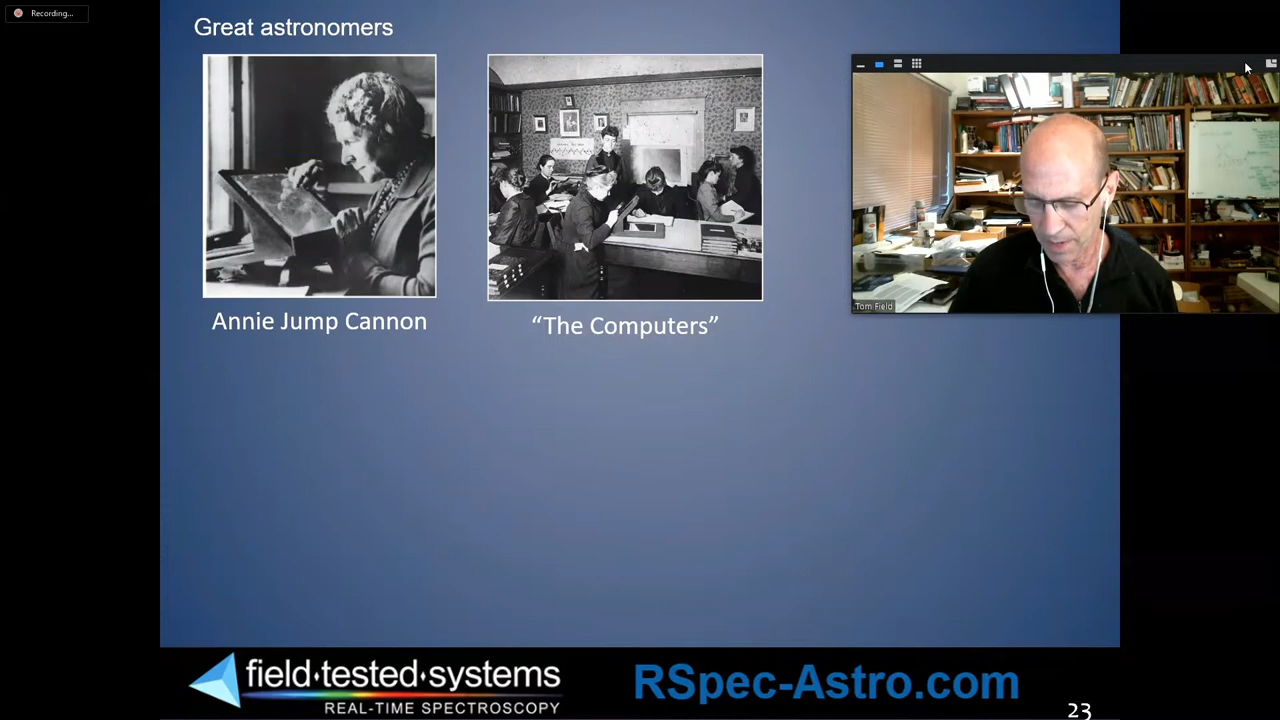 Recording...
Great astronomers
Annie Jump Cannon
“The Computers”
Tom Field
field·tested·systems
REAL-TIME SPECTROSCOPY
RSpec-Astro.com
23